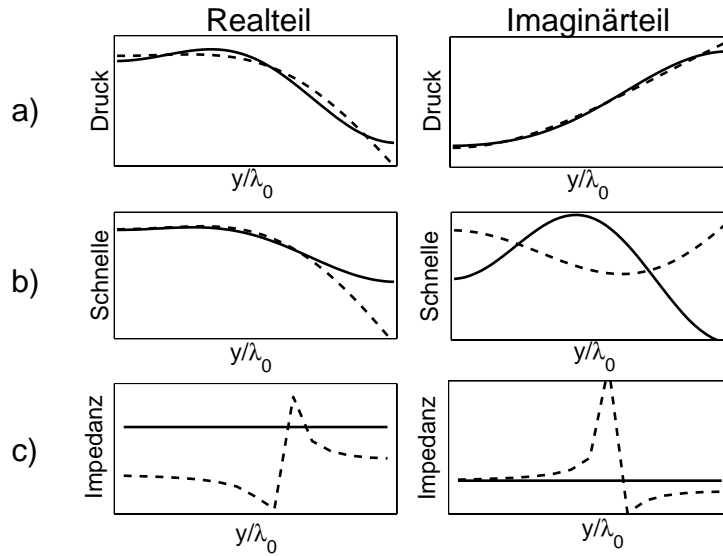 Realteil Imaginärteil
a) Druck Druck
y/λ₀ y/λ₀
b) Schnelle Schnelle
y/λ₀ y/λ₀
c) Impedanz Impedanz
y/λ₀ y/λ₀